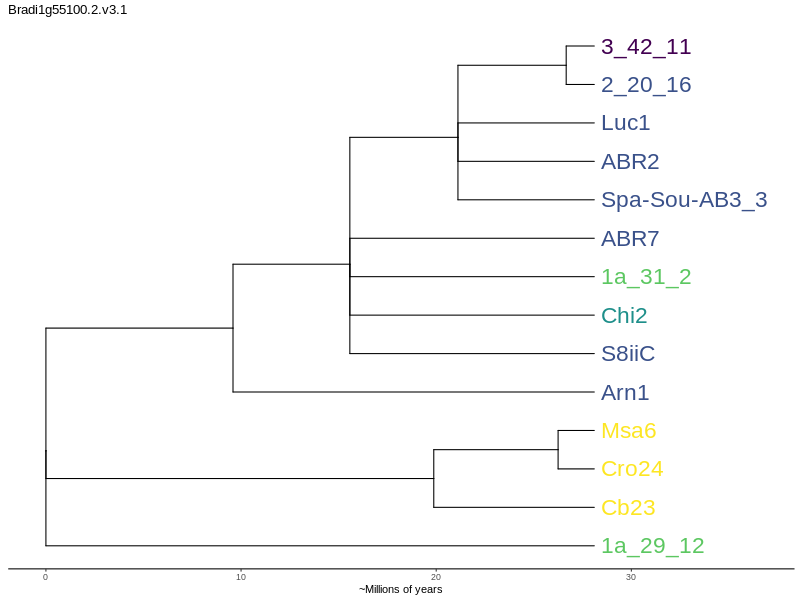 Bradi1g55100.2.v3.1
3_42_11
2_20_16
Luc1
ABR2
Spa-Sou-AB3_3
ABR7
1a_31_2
Chi2
S8iiC
Arn1
Msa6
Cro24
Cb23
1a_29_12
0 10 20 30
~Millions of years